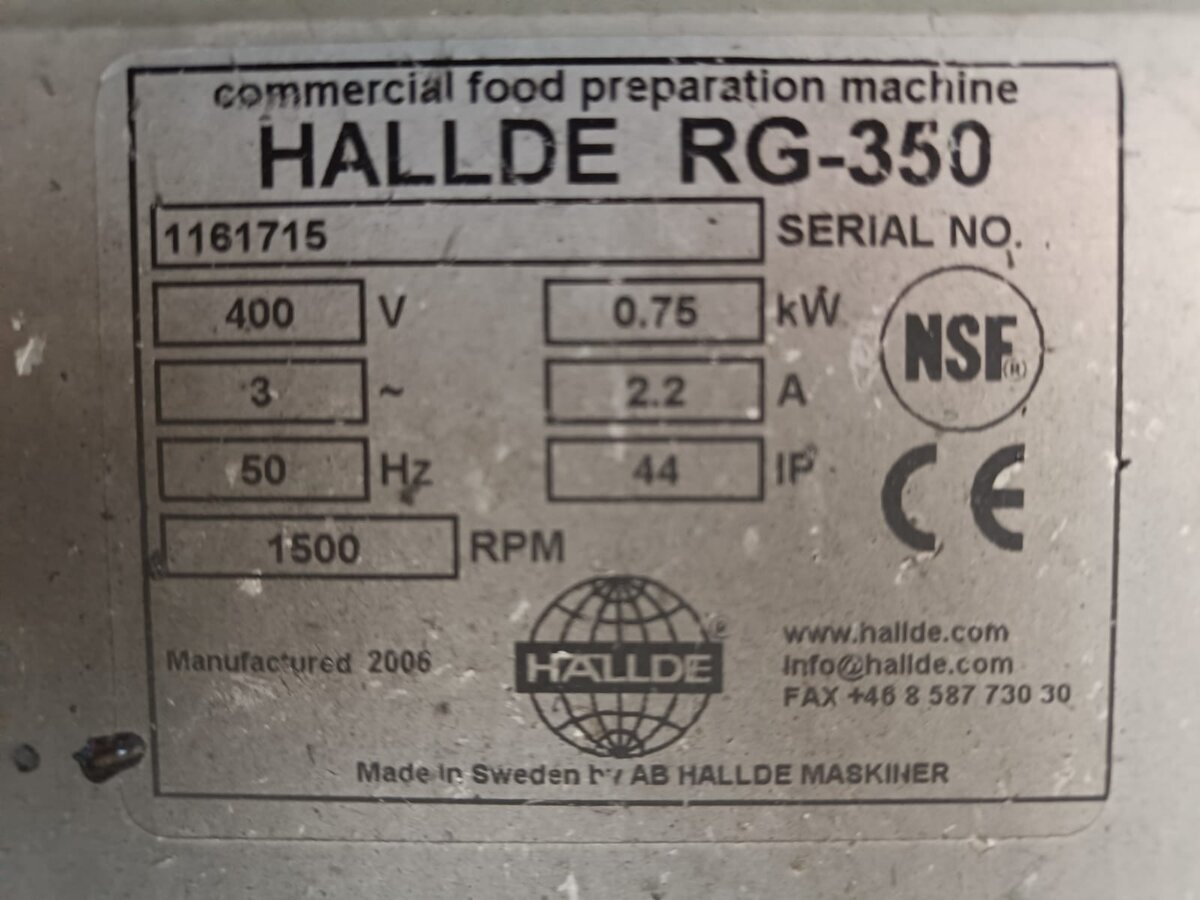 commercial food preparation machine
HALLDE RG-350
1161715 SERIAL NO.
400 V 0.75 kW
3 ~ 2.2 A
50 Hz 44 IP
NSF®
CE
1500 RPM
Manufactured 2006
HALLDE®
www.hallde.com
info@hallde.com
FAX +46 8 587 730 30
Made in Sweden by AB HALLDE MASKINER